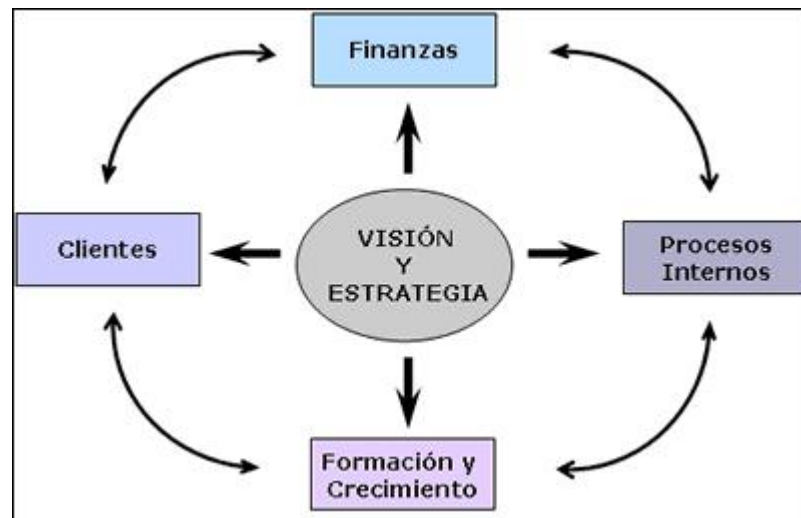 Finanzas
Clientes
VISIÓN
Y
ESTRATEGIA
Procesos
Internos
Formación y
Crecimiento